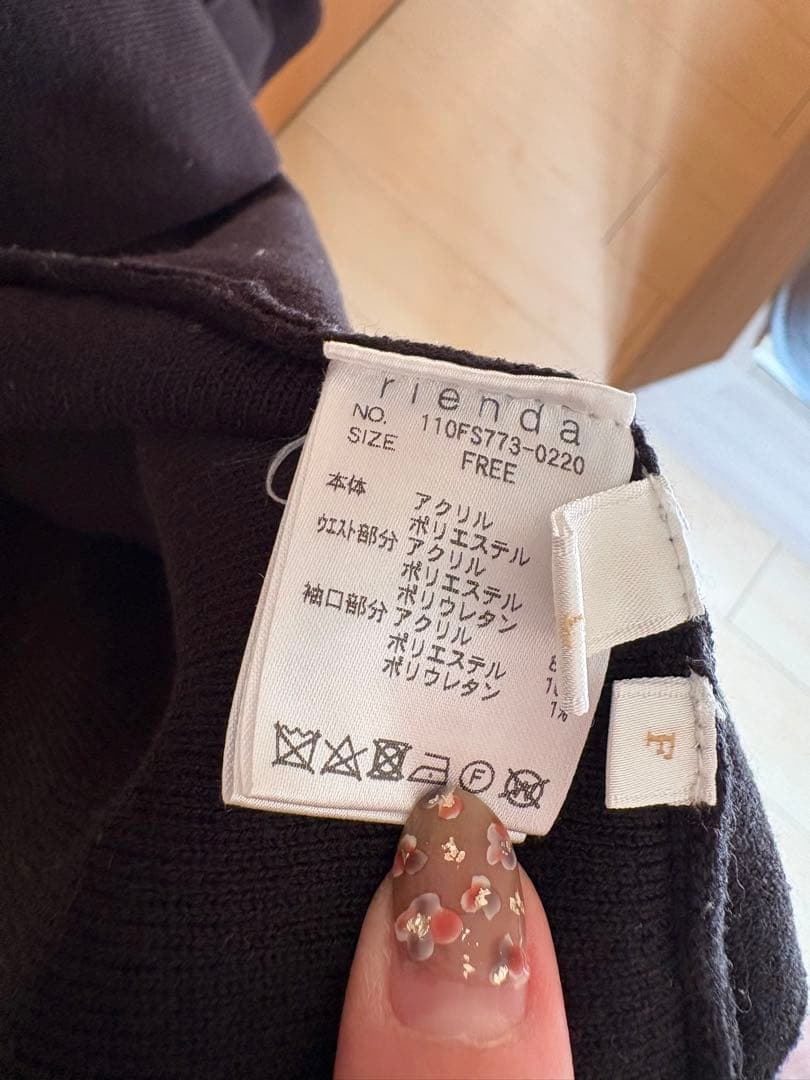 rienda
NO. 110FS773-0220
SIZE FREE
本体 アクリル
ポリエステル
ウエスト部分 アクリル
ポリエステル
ポリウレタン
袖口部分 アクリル
ポリエステル
ポリウレタン 1%
F
F